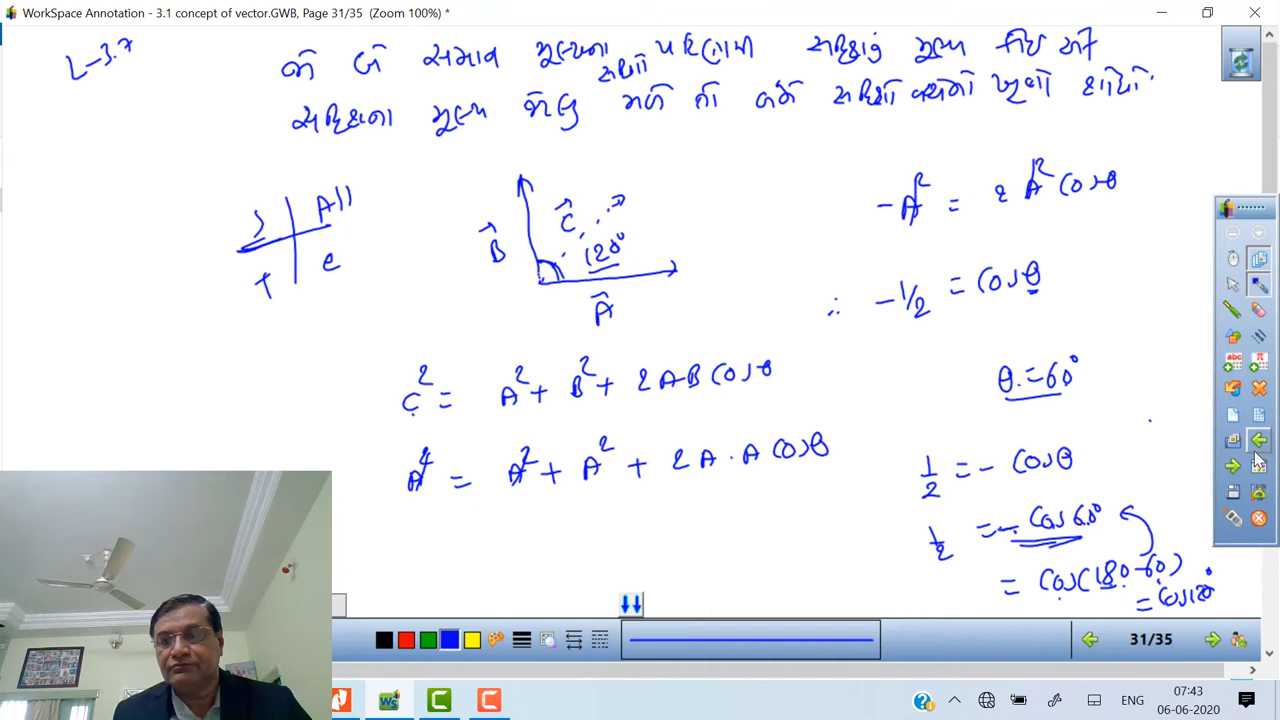 WorkSpace Annotation - 3.1 concept of vector.GWB, Page 31/35 (Zoom 100%) *
L-3.7
જો બે સમાન મૂલ્યના સદિશો પરિણામી સદિશનું મૂલ્ય
સદિશના મૂલ્ય જેટલું મળે તો બંને સદિશો વચ્ચેનો ખૂણો શોધો.
S All
T C
B⃗ C⃗ 120°
A⃗
-A² = 2A² Cosθ
∴ -1/2 = Cosθ
C² = A² + B² + 2AB Cosθ
θ = 60°
A² = A² + A² + 2A · A Cosθ
1/2 = - Cosθ
1/2 = - Cos60°
= Cos(180-60)
= Cos120°
abc π
31/35
Ws C C
ENG
07:43
06-06-2020